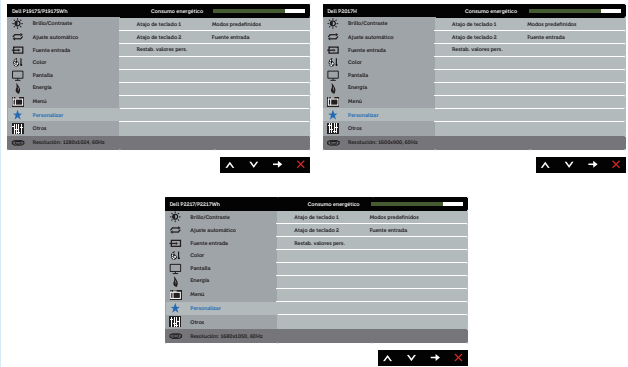 Dell P1917S/P1917SWh Consumo energético
Brillo/Contraste Atajo de teclado 1 Modos predefinidos
Ajuste automático Atajo de teclado 2 Fuente entrada
Fuente entrada Restab. valores pers.
Color
Pantalla
Energía
Menú
Personalizar
Otros
Resolución: 1280x1024, 60Hz
Dell P2017H Consumo energético
Brillo/Contraste Atajo de teclado 1 Modos predefinidos
Ajuste automático Atajo de teclado 2 Fuente entrada
Fuente entrada Restab. valores pers.
Color
Pantalla
Energía
Menú
Personalizar
Otros
Resolución: 1600x900, 60Hz
Dell P2217/P2217Wh Consumo energético
Brillo/Contraste Atajo de teclado 1 Modos predefinidos
Ajuste automático Atajo de teclado 2 Fuente entrada
Fuente entrada Restab. valores pers.
Color
Pantalla
Energía
Menú
Personalizar
Otros
Resolución: 1680x1050, 60Hz